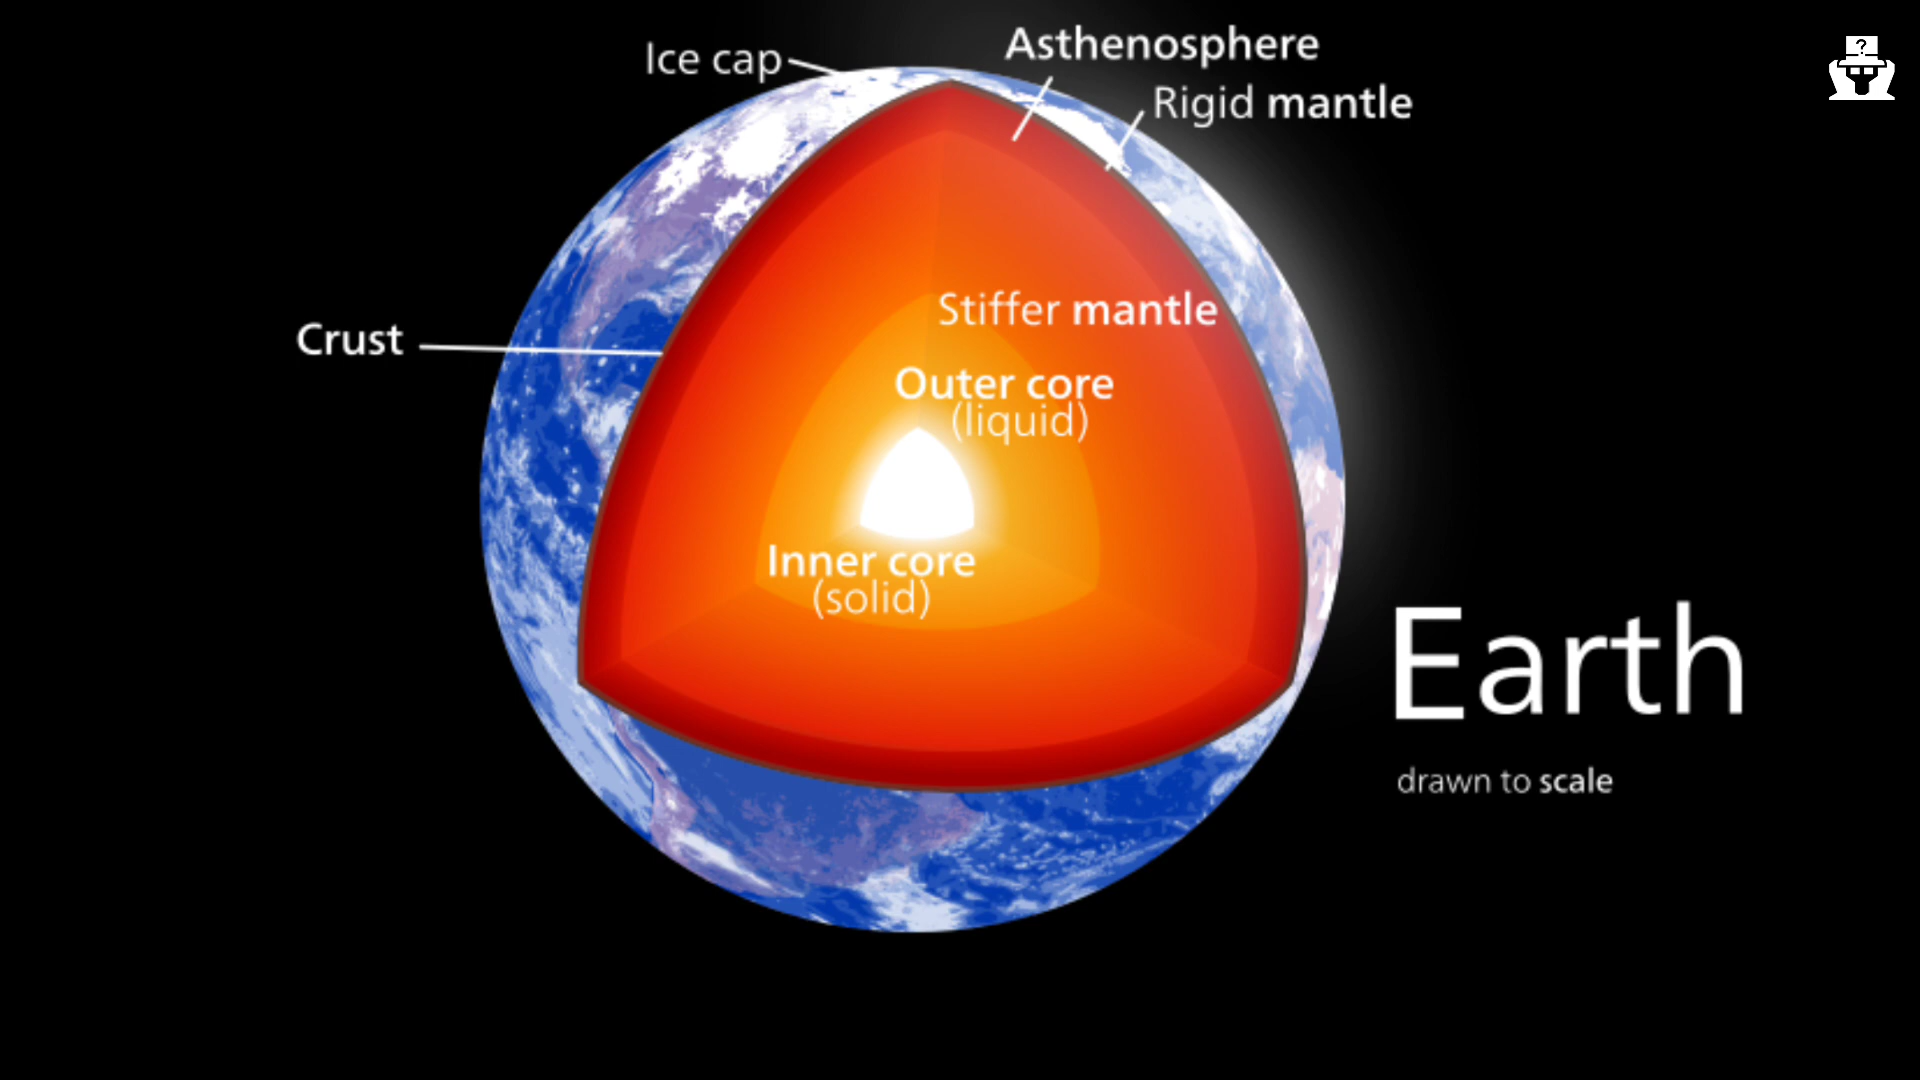 Ice cap
Asthenosphere
Rigid mantle
?
Crust
Stiffer mantle
Outer core
(liquid)
Inner core
(solid)
Earth
drawn to scale